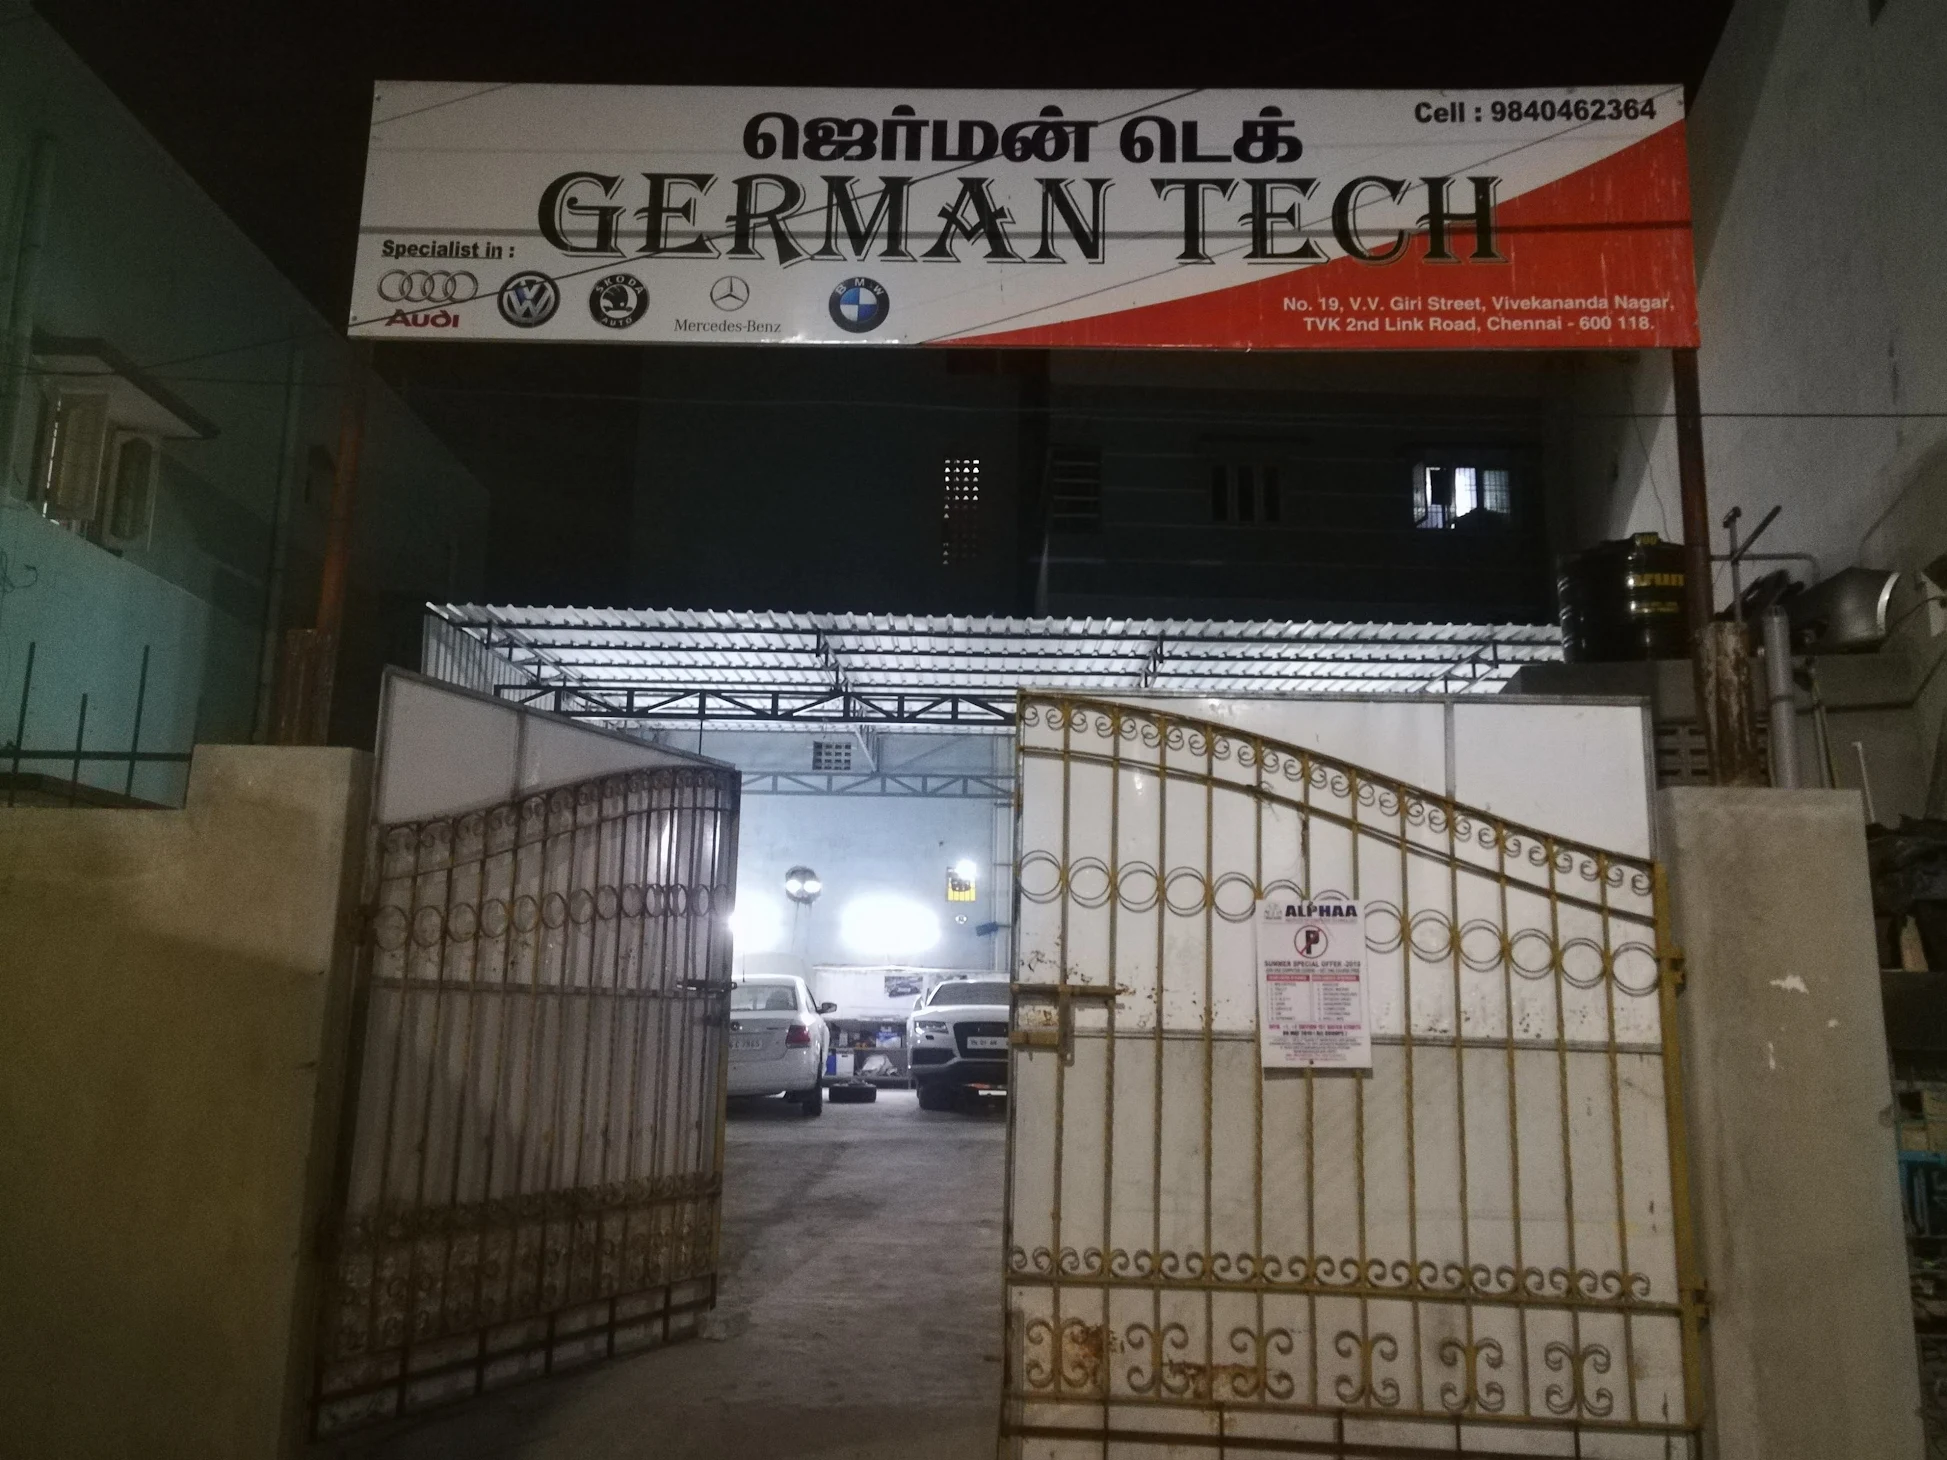 ஜெர்மன் டெக்
Cell : 9840462364
GERMAN TECH
Specialist in :
Audi
SKODA
AUTO
Mercedes-Benz
BMW
No. 19, V.V. Giri Street, Vivekananda Nagar,
TVK 2nd Link Road, Chennai - 600 118.
ALPHAA
P
SUMMER SPECIAL OFFER -2019